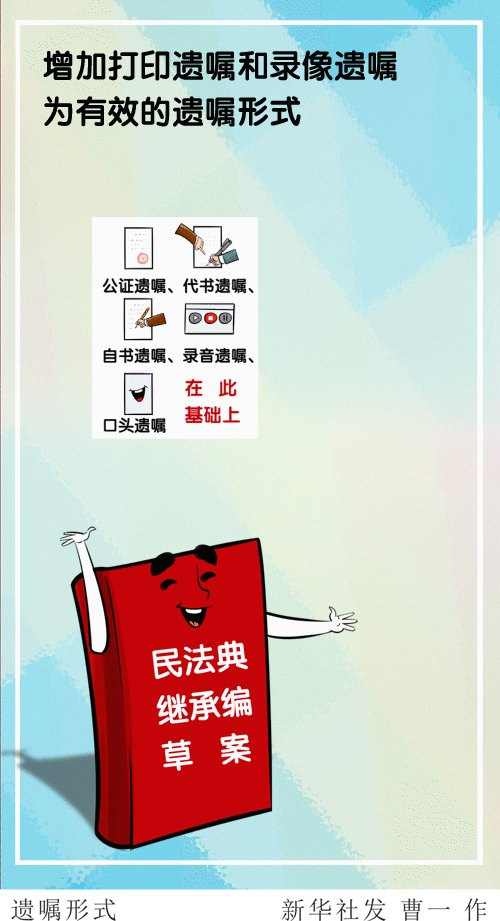 增加打印遗嘱和录像遗嘱
为有效的遗嘱形式
公证遗嘱、代书遗嘱、
自书遗嘱、录音遗嘱、
口头遗嘱
在 此
基础上
民法典
继承编
草 案
遗嘱形式
新华社发 曹一 作